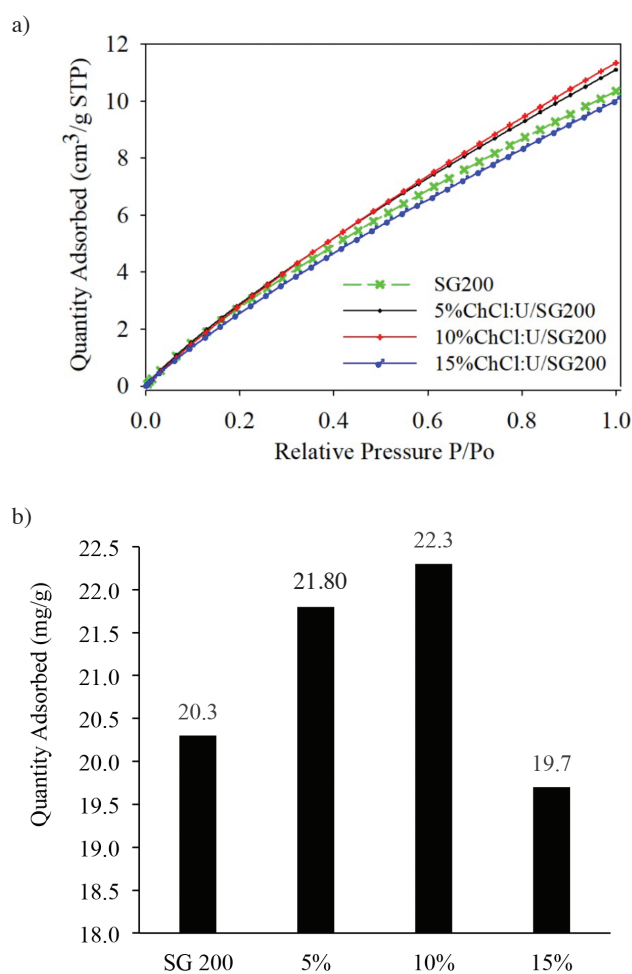 a)
12
10
8
6
4
2
0
Quantity Adsorbed (cm³/g STP)
SG200
5%ChCl:U/SG200
10%ChCl:U/SG200
15%ChCl:U/SG200
0.0 0.2 0.4 0.6 0.8 1.0
Relative Pressure P/Po
b)
22.5
22.0
21.5
21.0
20.5
20.0
19.5
19.0
18.5
18.0
Quantity Adsorbed (mg/g)
20.3
21.80
22.3
19.7
SG 200 5% 10% 15%